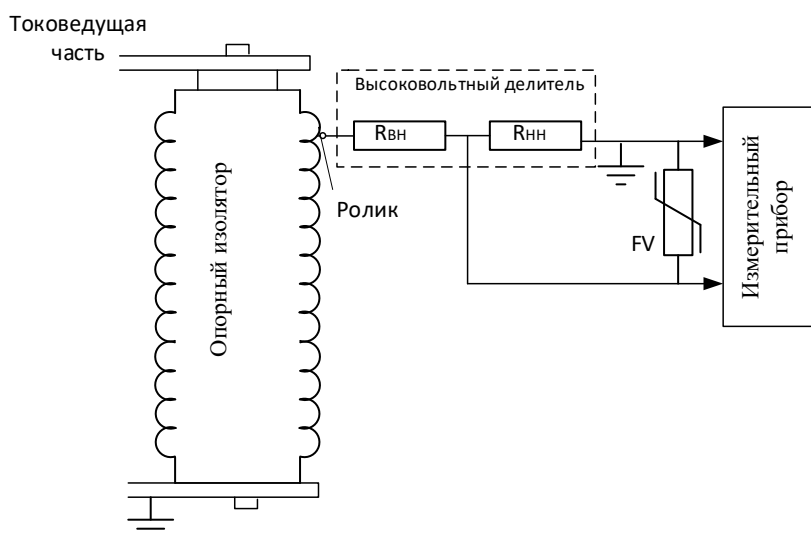 Токоведущая
часть
Высоковольтный делитель
Rвн
Rнн
Ролик
Опорный изолятор
FV
Измерительный
прибор